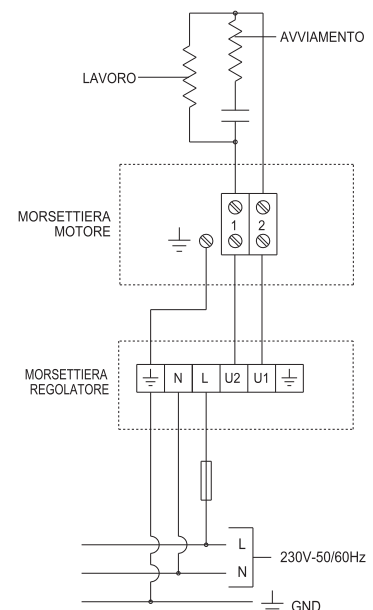 AVVIAMENTO
LAVORO
MORSETTIERA
MOTORE
1 2
MORSETTIERA
REGOLATORE
N L U2 U1
L
230V-50/60Hz
N
GND